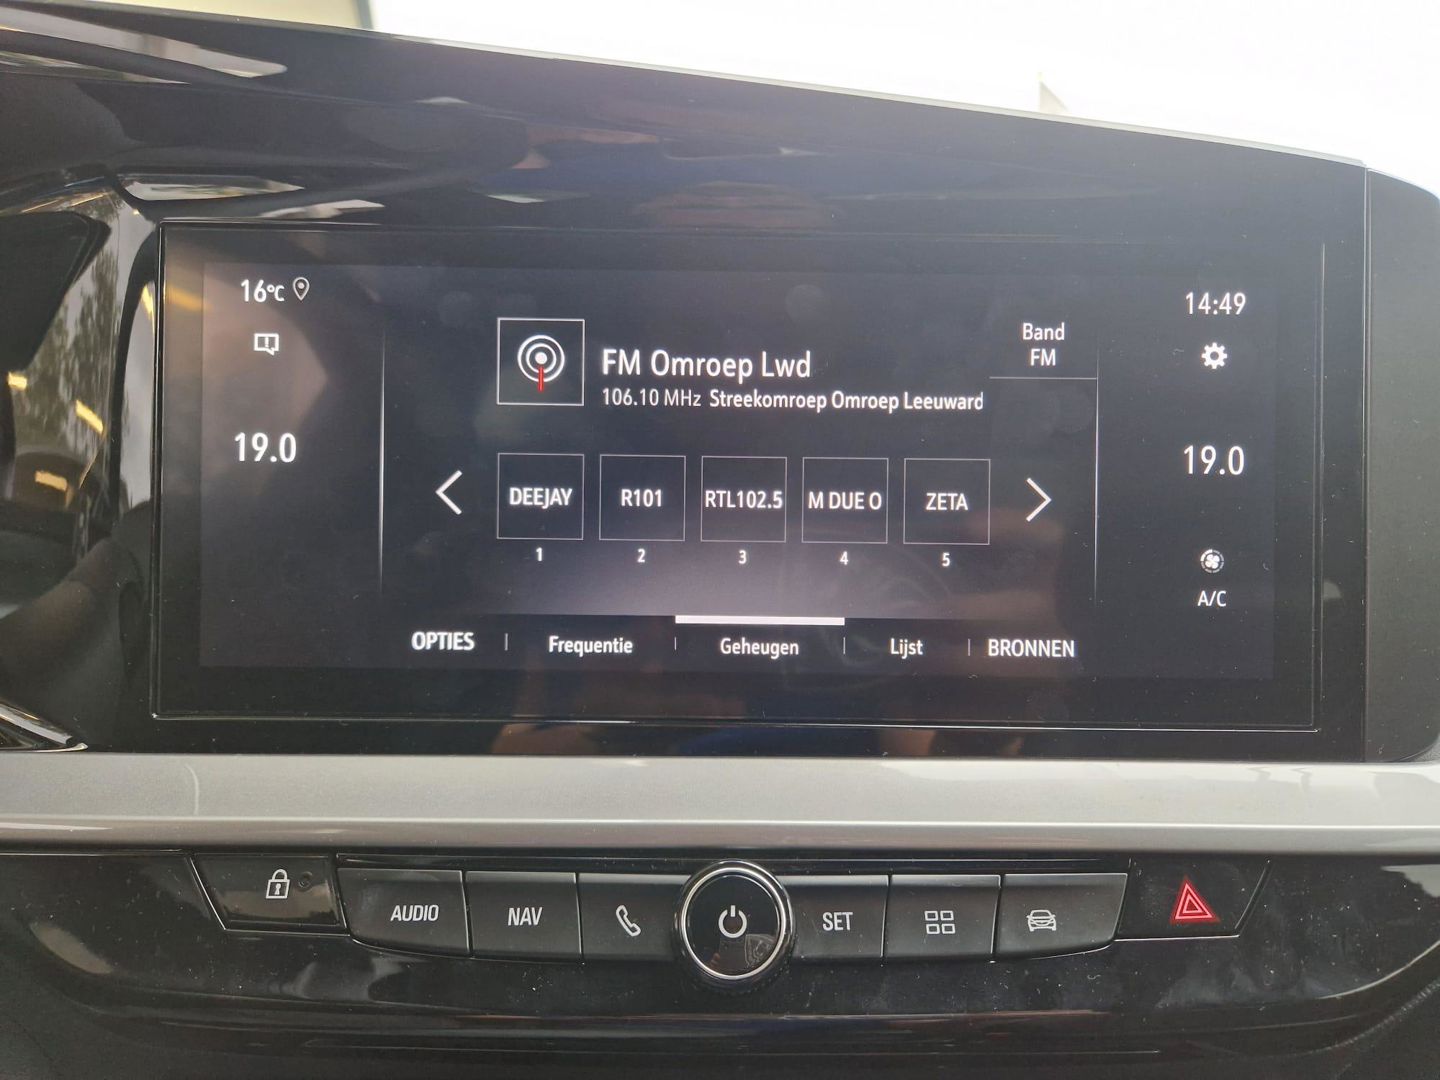 16°C
14:49
Band
FM
FM Omroep Lwd
106.10 MHz Streekomroep Omroep Leeuward
19.0
19.0
DEEJAY R101 RTL102.5 M DUE O ZETA
1 2 3 4 5
A/C
OPTIES Frequentie Geheugen Lijst BRONNEN
AUDIO NAV SET